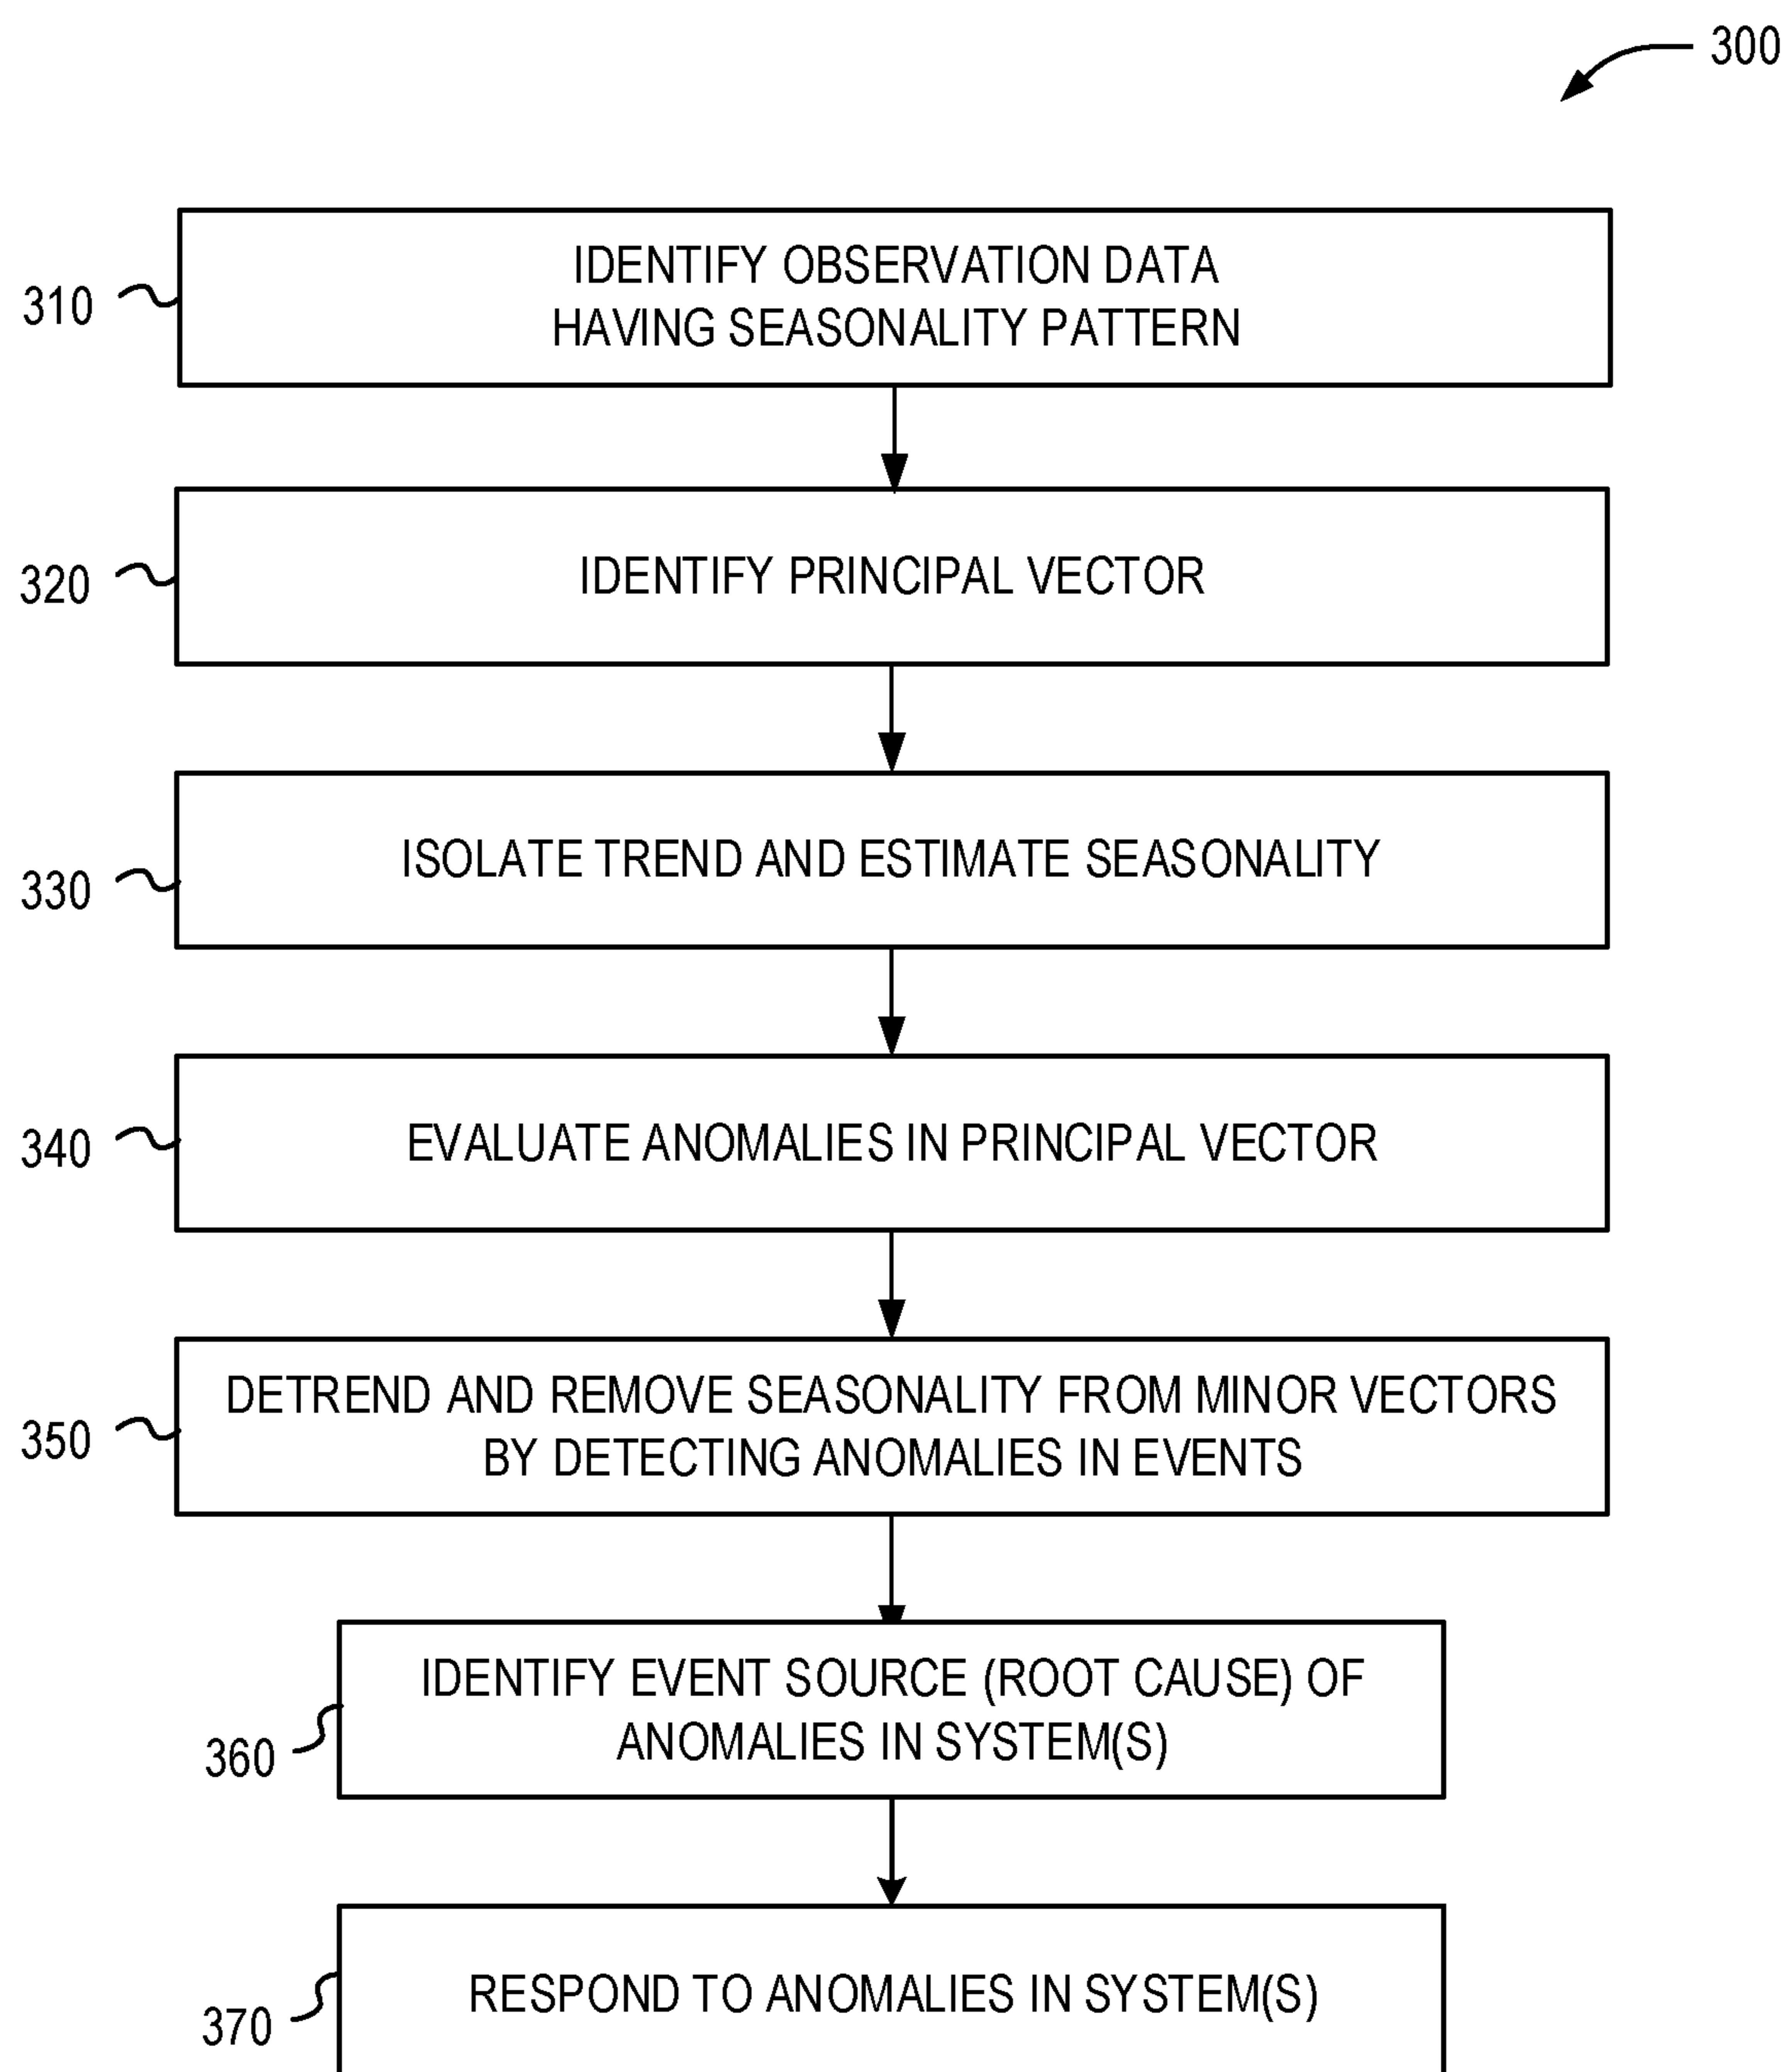 300
IDENTIFY OBSERVATION DATA
HAVING SEASONALITY PATTERN
310
IDENTIFY PRINCIPAL VECTOR
320
ISOLATE TREND AND ESTIMATE SEASONALITY
330
EVALUATE ANOMALIES IN PRINCIPAL VECTOR
340
DETREND AND REMOVE SEASONALITY FROM MINOR VECTORS
BY DETECTING ANOMALIES IN EVENTS
350
IDENTIFY EVENT SOURCE (ROOT CAUSE) OF
ANOMALIES IN SYSTEM(S)
360
RESPOND TO ANOMALIES IN SYSTEM(S)
370